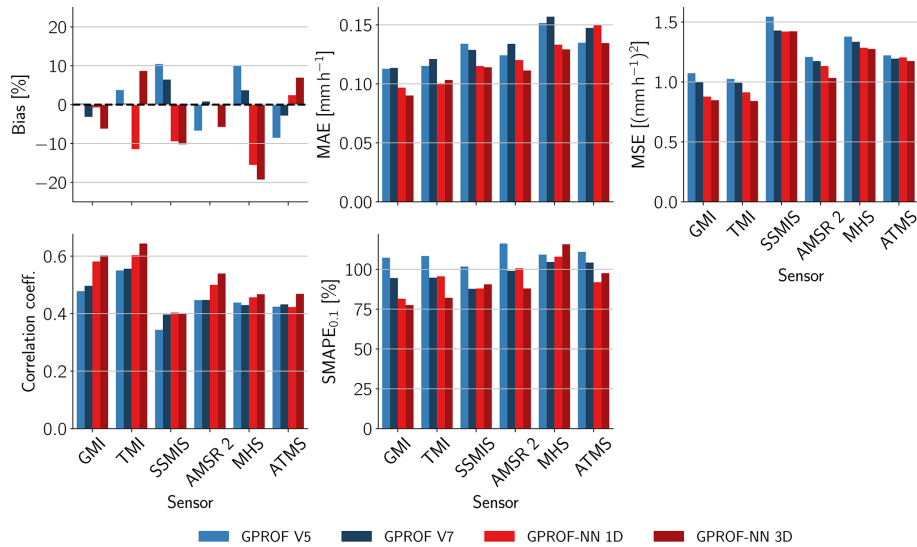 Bias [%]
20
10
0
−10
−20
MAE [mm h⁻¹]
0.15
0.10
0.05
0.00
MSE [(mm h⁻¹)²]
1.5
1.0
0.5
0.0
GMI
TMI
SSMIS
AMSR 2
MHS
ATMS
Sensor
Correlation coeff.
0.6
0.4
0.2
0.0
GMI
TMI
SSMIS
AMSR 2
MHS
ATMS
Sensor
SMAPE₀.₁ [%]
100
75
50
25
0
GMI
TMI
SSMIS
AMSR 2
MHS
ATMS
Sensor
GPROF V5 GPROF V7 GPROF-NN 1D GPROF-NN 3D